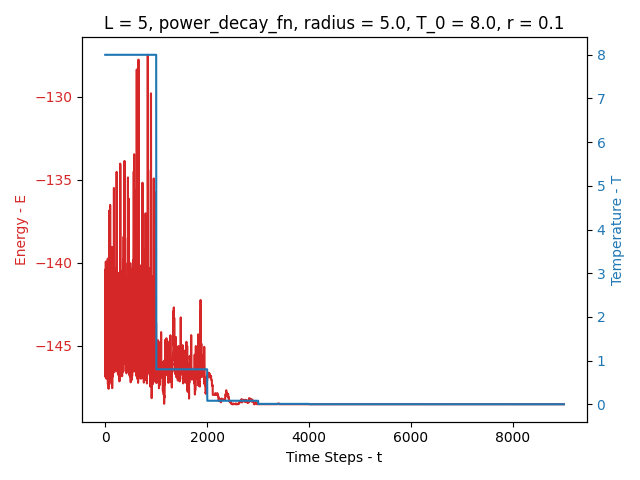 L = 5, power_decay_fn, radius = 5.0, T_0 = 8.0, r = 0.1
−130
−135
−140
−145
Energy - E
8
7
6
5
4
3
2
1
0
Temperature - T
0 2000 4000 6000 8000
Time Steps - t